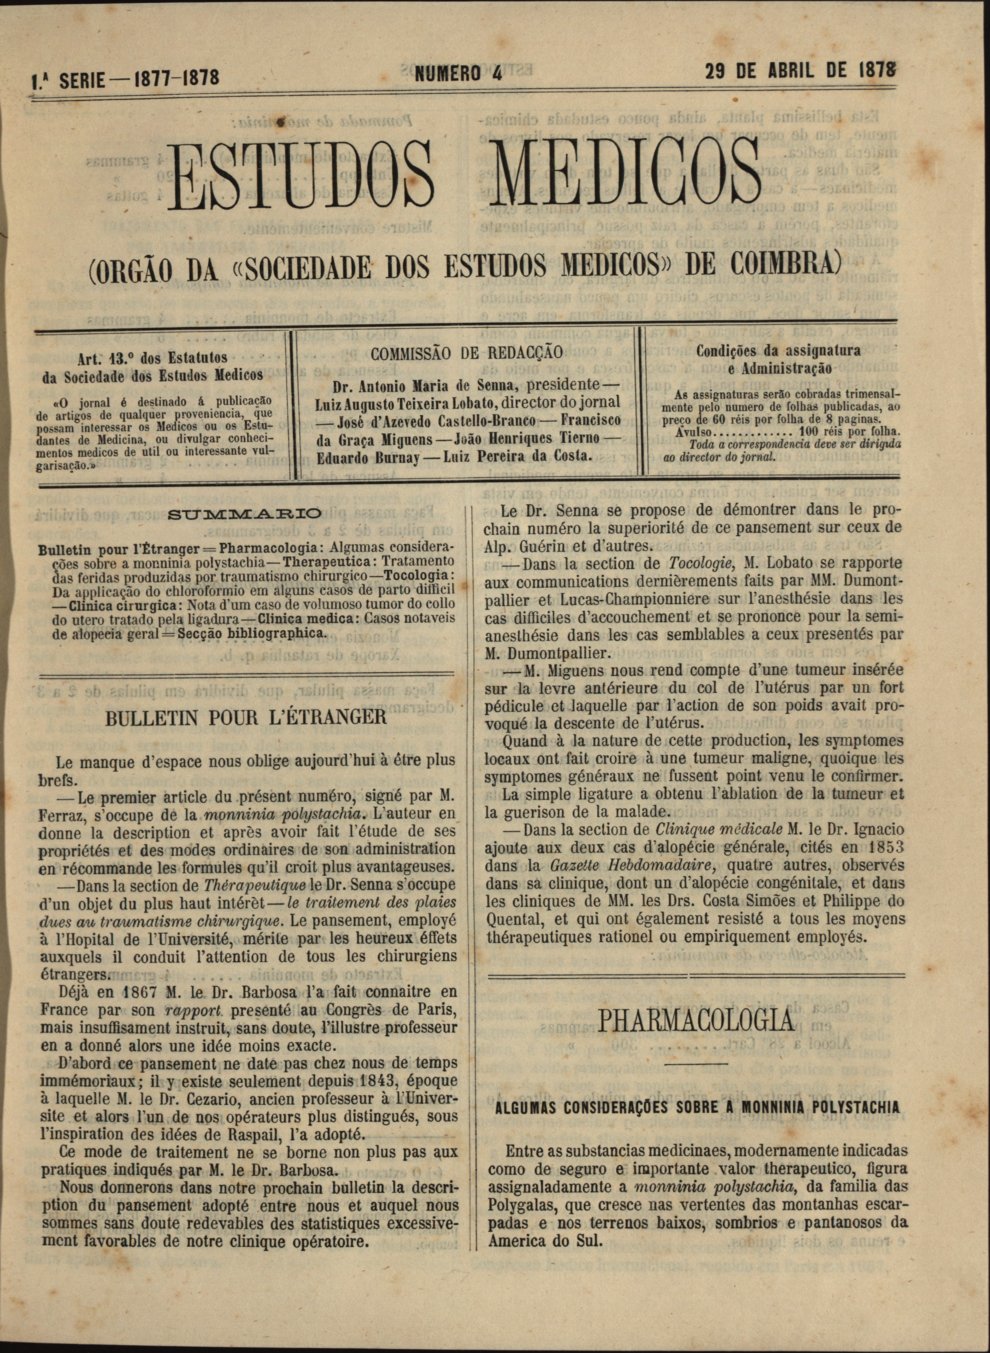 1.ª SERIE—1877-1878
NUMERO 4
29 DE ABRIL DE 1878
ESTUDOS MEDICOS
(ORGÃO DA «SOCIEDADE DOS ESTUDOS MEDICOS» DE COIMBRA)
Art. 13.º dos Estatutos
da Sociedade dos Estudos Medicos
«O jornal é destinado á publicação
de artigos de qualquer proveniencia, que
possam interessar os Medicos ou os Estu-
dantes de Medicina, ou divulgar conheci-
mentos medicos de util ou interessante vul-
garisação.»
COMMISSÃO DE REDACÇÃO
Dr. Antonio Maria de Senna, presidente—
Luiz Augusto Teixeira Lobato, director do jornal
—José d'Azevedo Castello-Branco—Francisco
da Graça Miguens—João Henriques Tierno—
Eduardo Burnay—Luiz Pereira da Costa.
Condições da assignatura
e Administração
As assignaturas serão cobradas trimensal-
mente pelo numero de folhas publicadas, ao
preço de 60 réis por folha de 8 paginas.
Avulso............ 100 réis por folha.
Toda a correspondencia deve ser dirigida
ao director do jornal.
SUMMARIO
Bulletin pour l'Étranger=Pharmacologia: Algumas considera-
ções sobre a monninia polystachia—Therapeutica: Tratamento
das feridas produzidas por traumatismo chirurgico—Tocologia:
Da applicação do chloroformio em alguns casos de parto difficil
—Clinica cirurgica: Nota d'um caso de volumoso tumor do collo
do utero tratado pela ligadura—Clinica medica: Casos notaveis
de alopecia geral=Secção bibliographica.
BULLETIN POUR L'ÉTRANGER
Le manque d'espace nous oblige aujourd'hui à être plus
brefs.
—Le premier article du présent numéro, signé par M.
Ferraz, s'occupe de la monninia polystachia. L'auteur en
donne la description et après avoir fait l'étude de ses
propriétés et des modes ordinaires de son administration
en récommande les formules qu'il croit plus avantageuses.
—Dans la section de Thérapeutique le Dr. Senna s'occupe
d'un objet du plus haut intérèt—le traitement des plaies
dues au traumatisme chirurgique. Le pansement, employé
à l'Hopital de l'Université, mérite par les heureux éffets
auxquels il conduit l'attention de tous les chirurgiens
étrangers.
Déjà en 1867 M. le Dr. Barbosa l'a fait connaitre en
France par son rapport presenté au Congrès de Paris,
mais insuffisament instruit, sans doute, l'illustre professeur
en a donné alors une idée moins exacte.
D'abord ce pansement ne date pas chez nous de temps
immémoriaux; il y existe seulement depuis 1843, époque
à laquelle M. le Dr. Cezario, ancien professeur à l'Univer-
site et alors l'un de nos opérateurs plus distingués, sous
l'inspiration des idées de Raspail, l'a adopté.
Ce mode de traitement ne se borne non plus pas aux
pratiques indiqués par M. le Dr. Barbosa.
Nous donnerons dans notre prochain bulletin la descri-
ption du pansement adopté entre nous et auquel nous
sommes sans doute redevables des statistiques excessive-
ment favorables de notre clinique opératoire.
Le Dr. Senna se propose de démontrer dans le pro-
chain numéro la superiorité de ce pansement sur ceux de
Alp. Guérin et d'autres.
—Dans la section de Tocologie, M. Lobato se rapporte
aux communications dernièrements faits par MM. Dumont-
pallier et Lucas-Championniere sur l'anesthésie dans les
cas difficiles d'accouchement et se prononce pour la semi-
anesthésie dans les cas semblables a ceux presentés par
M. Dumontpallier.
—M. Miguens nous rend compte d'une tumeur insérée
sur la levre antérieure du col de l'utérus par un fort
pédicule et laquelle par l'action de son poids avait pro-
voqué la descente de l'utérus.
Quand à la nature de cette production, les symptomes
locaux ont fait croire à une tumeur maligne, quoique les
symptomes généraux ne fussent point venu le confirmer.
La simple ligature a obtenu l'ablation de la tumeur et
la guerison de la malade.
—Dans la section de Clinique médicale M. le Dr. Ignacio
ajoute aux deux cas d'alopécie générale, cités en 1853
dans la Gazette Hebdomadaire, quatre autres, observés
dans sa clinique, dont un d'alopécie congénitale, et dans
les cliniques de MM. les Drs. Costa Simões et Philippe do
Quental, et qui ont également resisté a tous les moyens
thérapeutiques rationel ou empiriquement employés.
PHARMACOLOGIA
ALGUMAS CONSIDERAÇÕES SOBRE A MONNINIA POLYSTACHIA
Entre as substancias medicinaes, modernamente indicadas
como de seguro e importante valor therapeutico, figura
assignaladamente a monninia polystachia, da familia das
Polygalas, que cresce nas vertentes das montanhas escar-
padas e nos terrenos baixos, sombrios e pantanosos da
America do Sul.